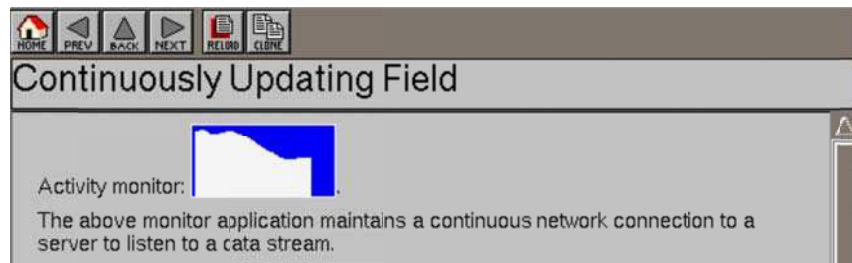 HOME PREV BACK NEXT RELOAD CLONE
Continuously Updating Field
Activity monitor: .
The above monitor application maintains a continuous network connection to a
server to listen to a data stream.